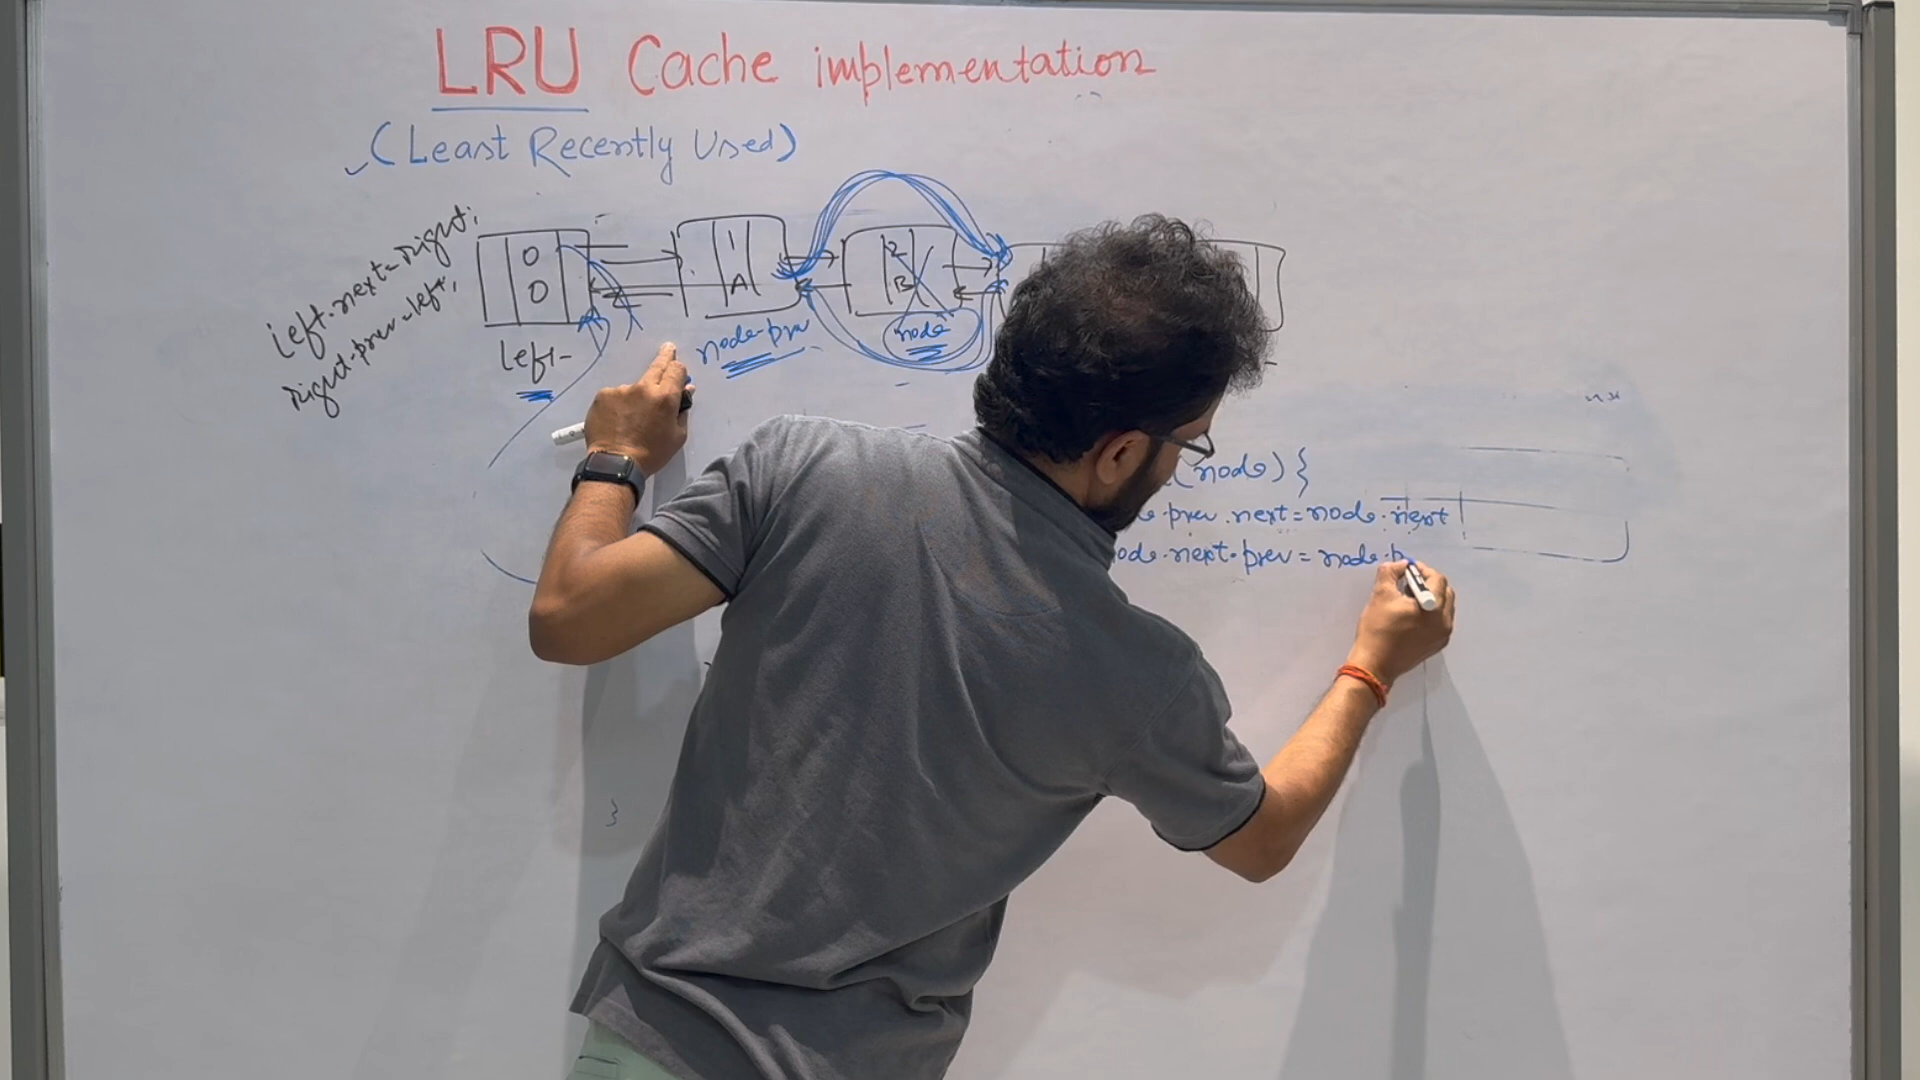 LRU Cache implementation
(Least Recently Used)
left.next=right;
right.prev=left;
0
0
1
A
2
B
left
node.prev
node
(node) {
prev.next=node.next
ode.next.prev=node.p
}